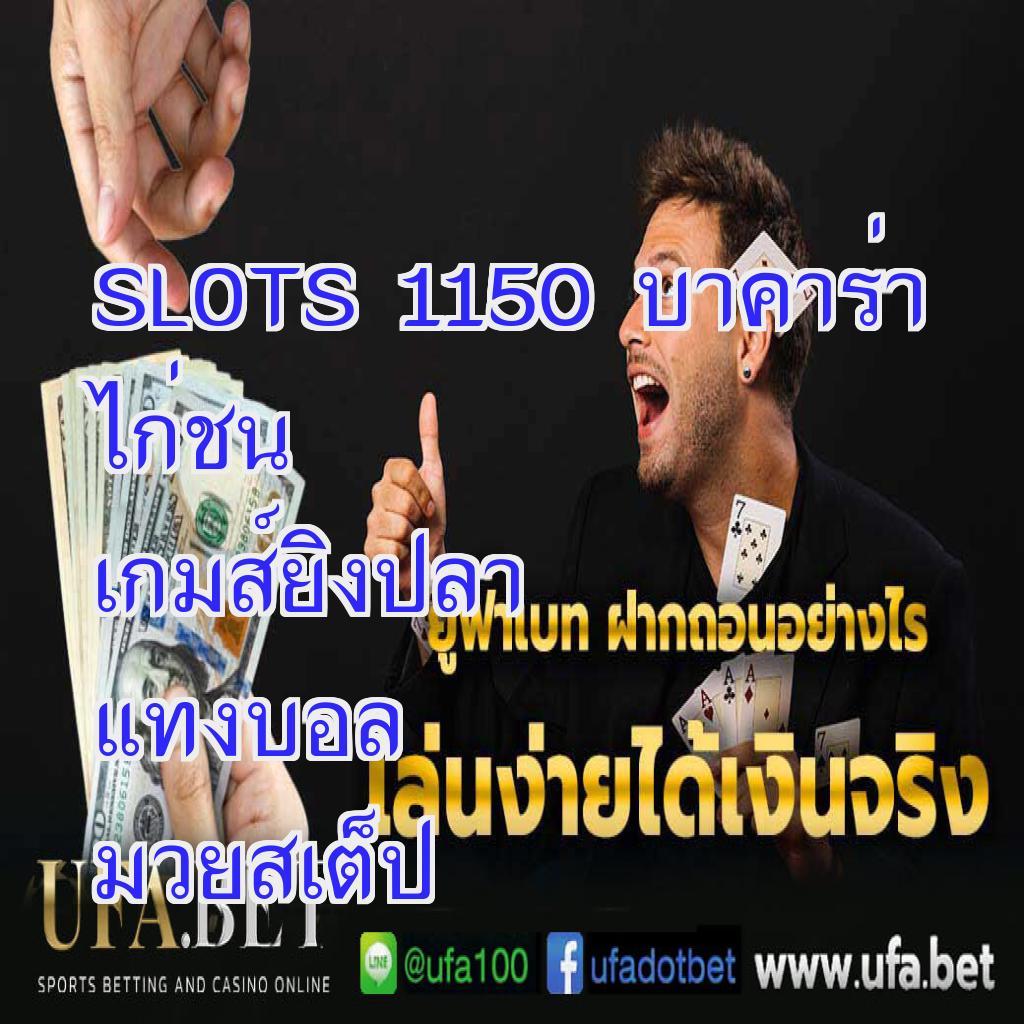 SLOTS 1150 บาคาร่า
ไก่ชน
เกมส์ยิงปลา
ยูฟ่าเบท ฝากถอนอย่างไร
แทงบอล
เล่นง่ายได้เงินจริง
มวยสเต็ป
UFA.BET
SPORTS BETTING AND CASINO ONLINE
LINE @ufa100 f ufadotbet www.ufa.bet